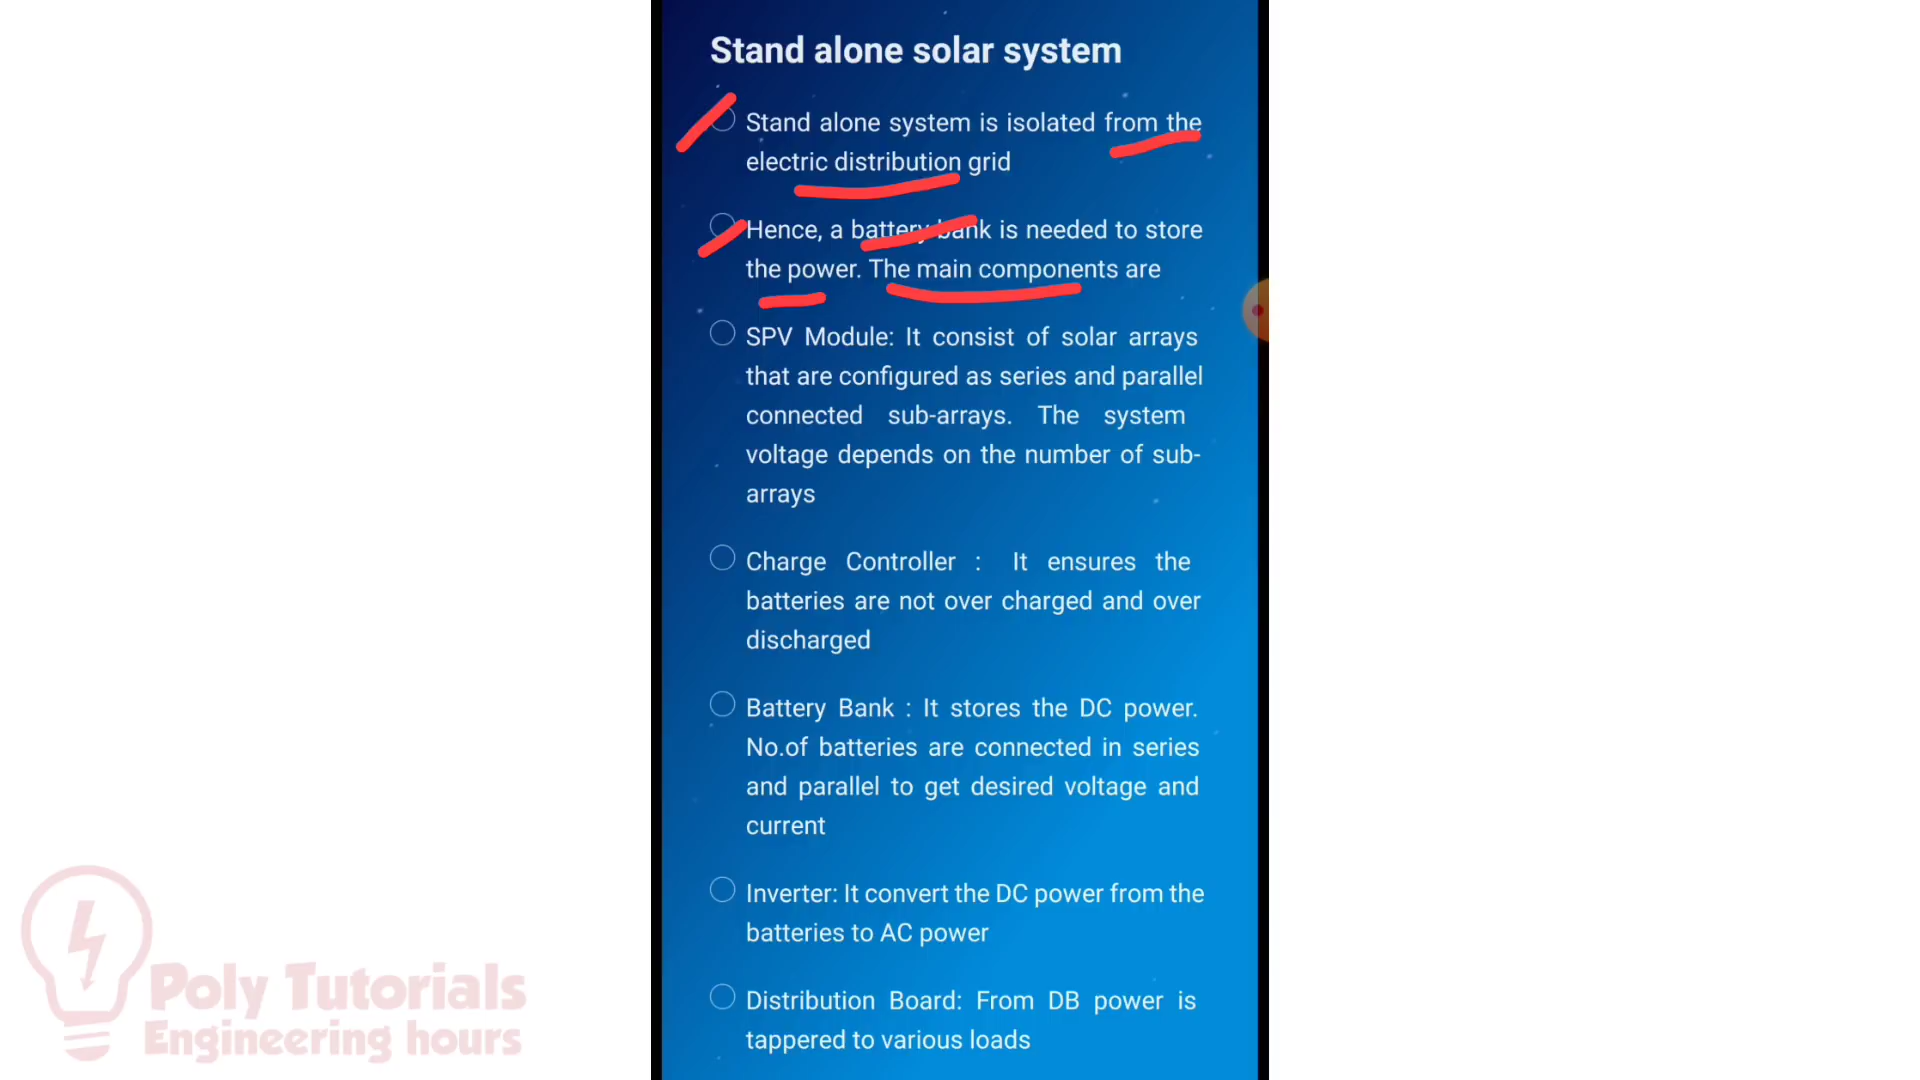 Stand alone solar system
Stand alone system is isolated from the
electric distribution grid
Hence, a battery bank is needed to store
the power. The main components are
SPV Module: It consist of solar arrays
that are configured as series and parallel
connected sub-arrays. The system
voltage depends on the number of sub-
arrays
Charge Controller : It ensures the
batteries are not over charged and over
discharged
Battery Bank : It stores the DC power.
No.of batteries are connected in series
and parallel to get desired voltage and
current
Inverter: It convert the DC power from the
batteries to AC power
Distribution Board: From DB power is
tappered to various loads
Poly Tutorials
Engineering hours